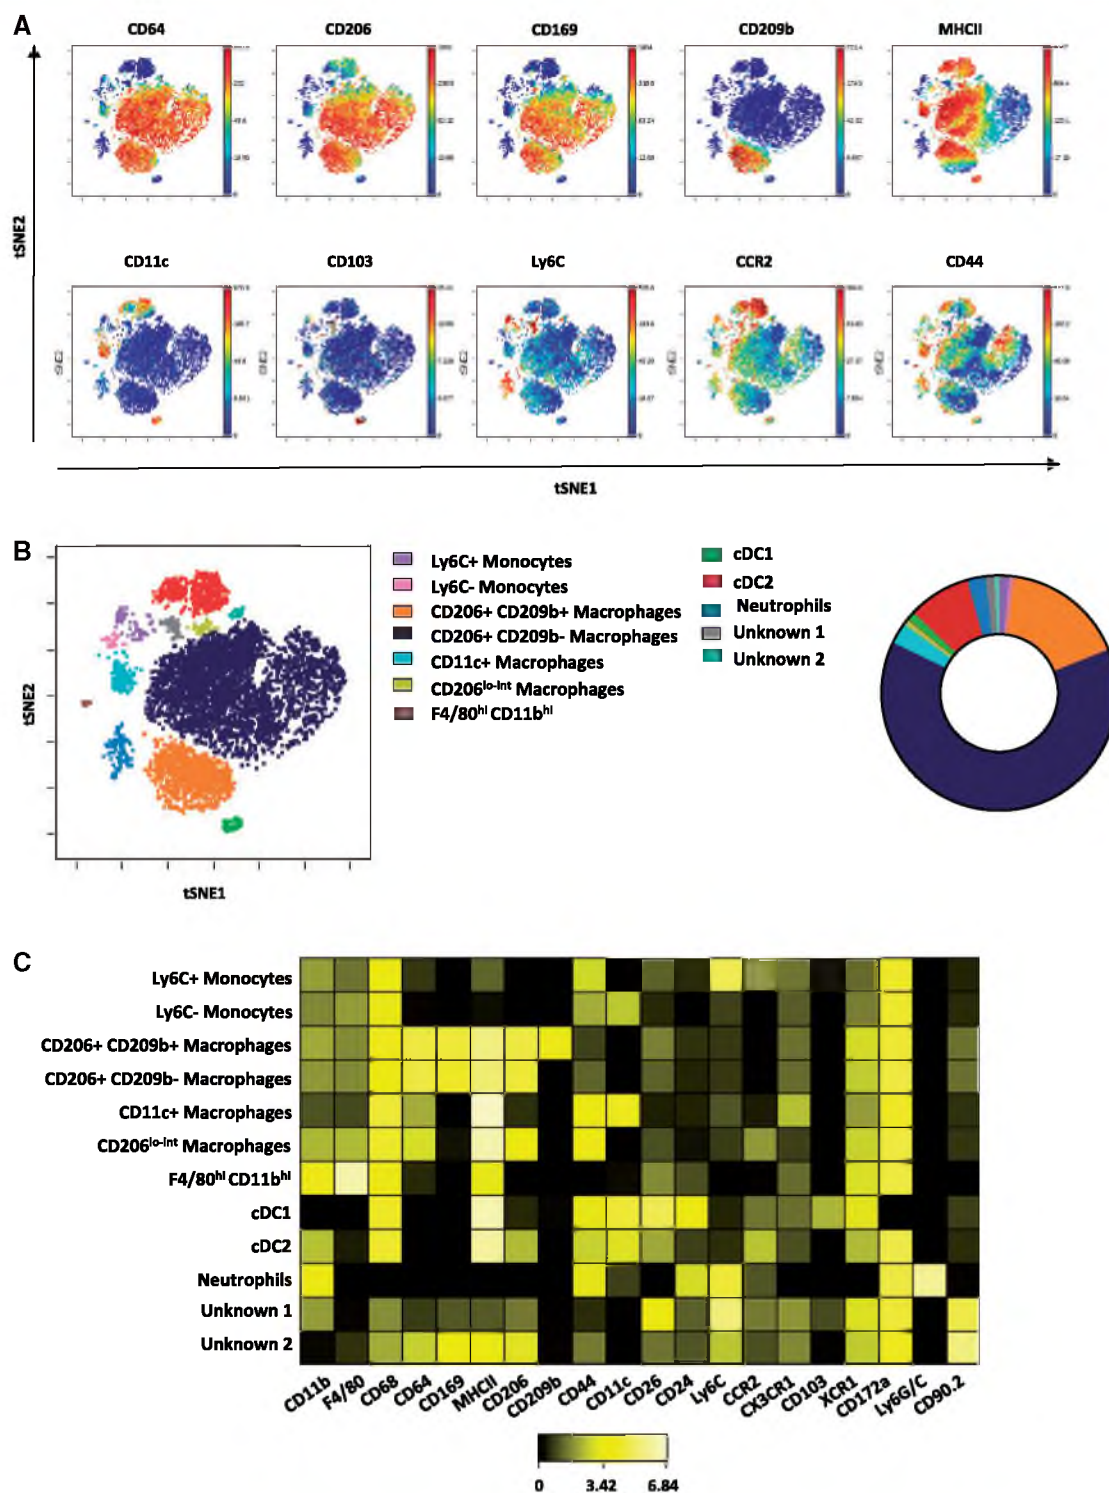 A
CD64
CD206
CD169
CD209b
MHCII
tSNE2
CD11c
CD103
Ly6C
CCR2
CD44
tSNE1
B
tSNE2
tSNE1
Ly6C+ Monocytes
Ly6C- Monocytes
CD206+ CD209b+ Macrophages
CD206+ CD209b- Macrophages
CD11c+ Macrophages
CD206lo-int Macrophages
F4/80hi CD11bhi
cDC1
cDC2
Neutrophils
Unknown 1
Unknown 2
C
Ly6C+ Monocytes
Ly6C- Monocytes
CD206+ CD209b+ Macrophages
CD206+ CD209b- Macrophages
CD11c+ Macrophages
CD206lo-int Macrophages
F4/80hi CD11bhi
cDC1
cDC2
Neutrophils
Unknown 1
Unknown 2
CD11b
F4/80
CD68
CD64
CD169
MHCII
CD206
CD209b
CD44
CD11c
CD26
CD24
Ly6C
CCR2
CX3CR1
CD103
XCR1
CD172a
Ly6G/C
CD90.2
0
3.42
6.84